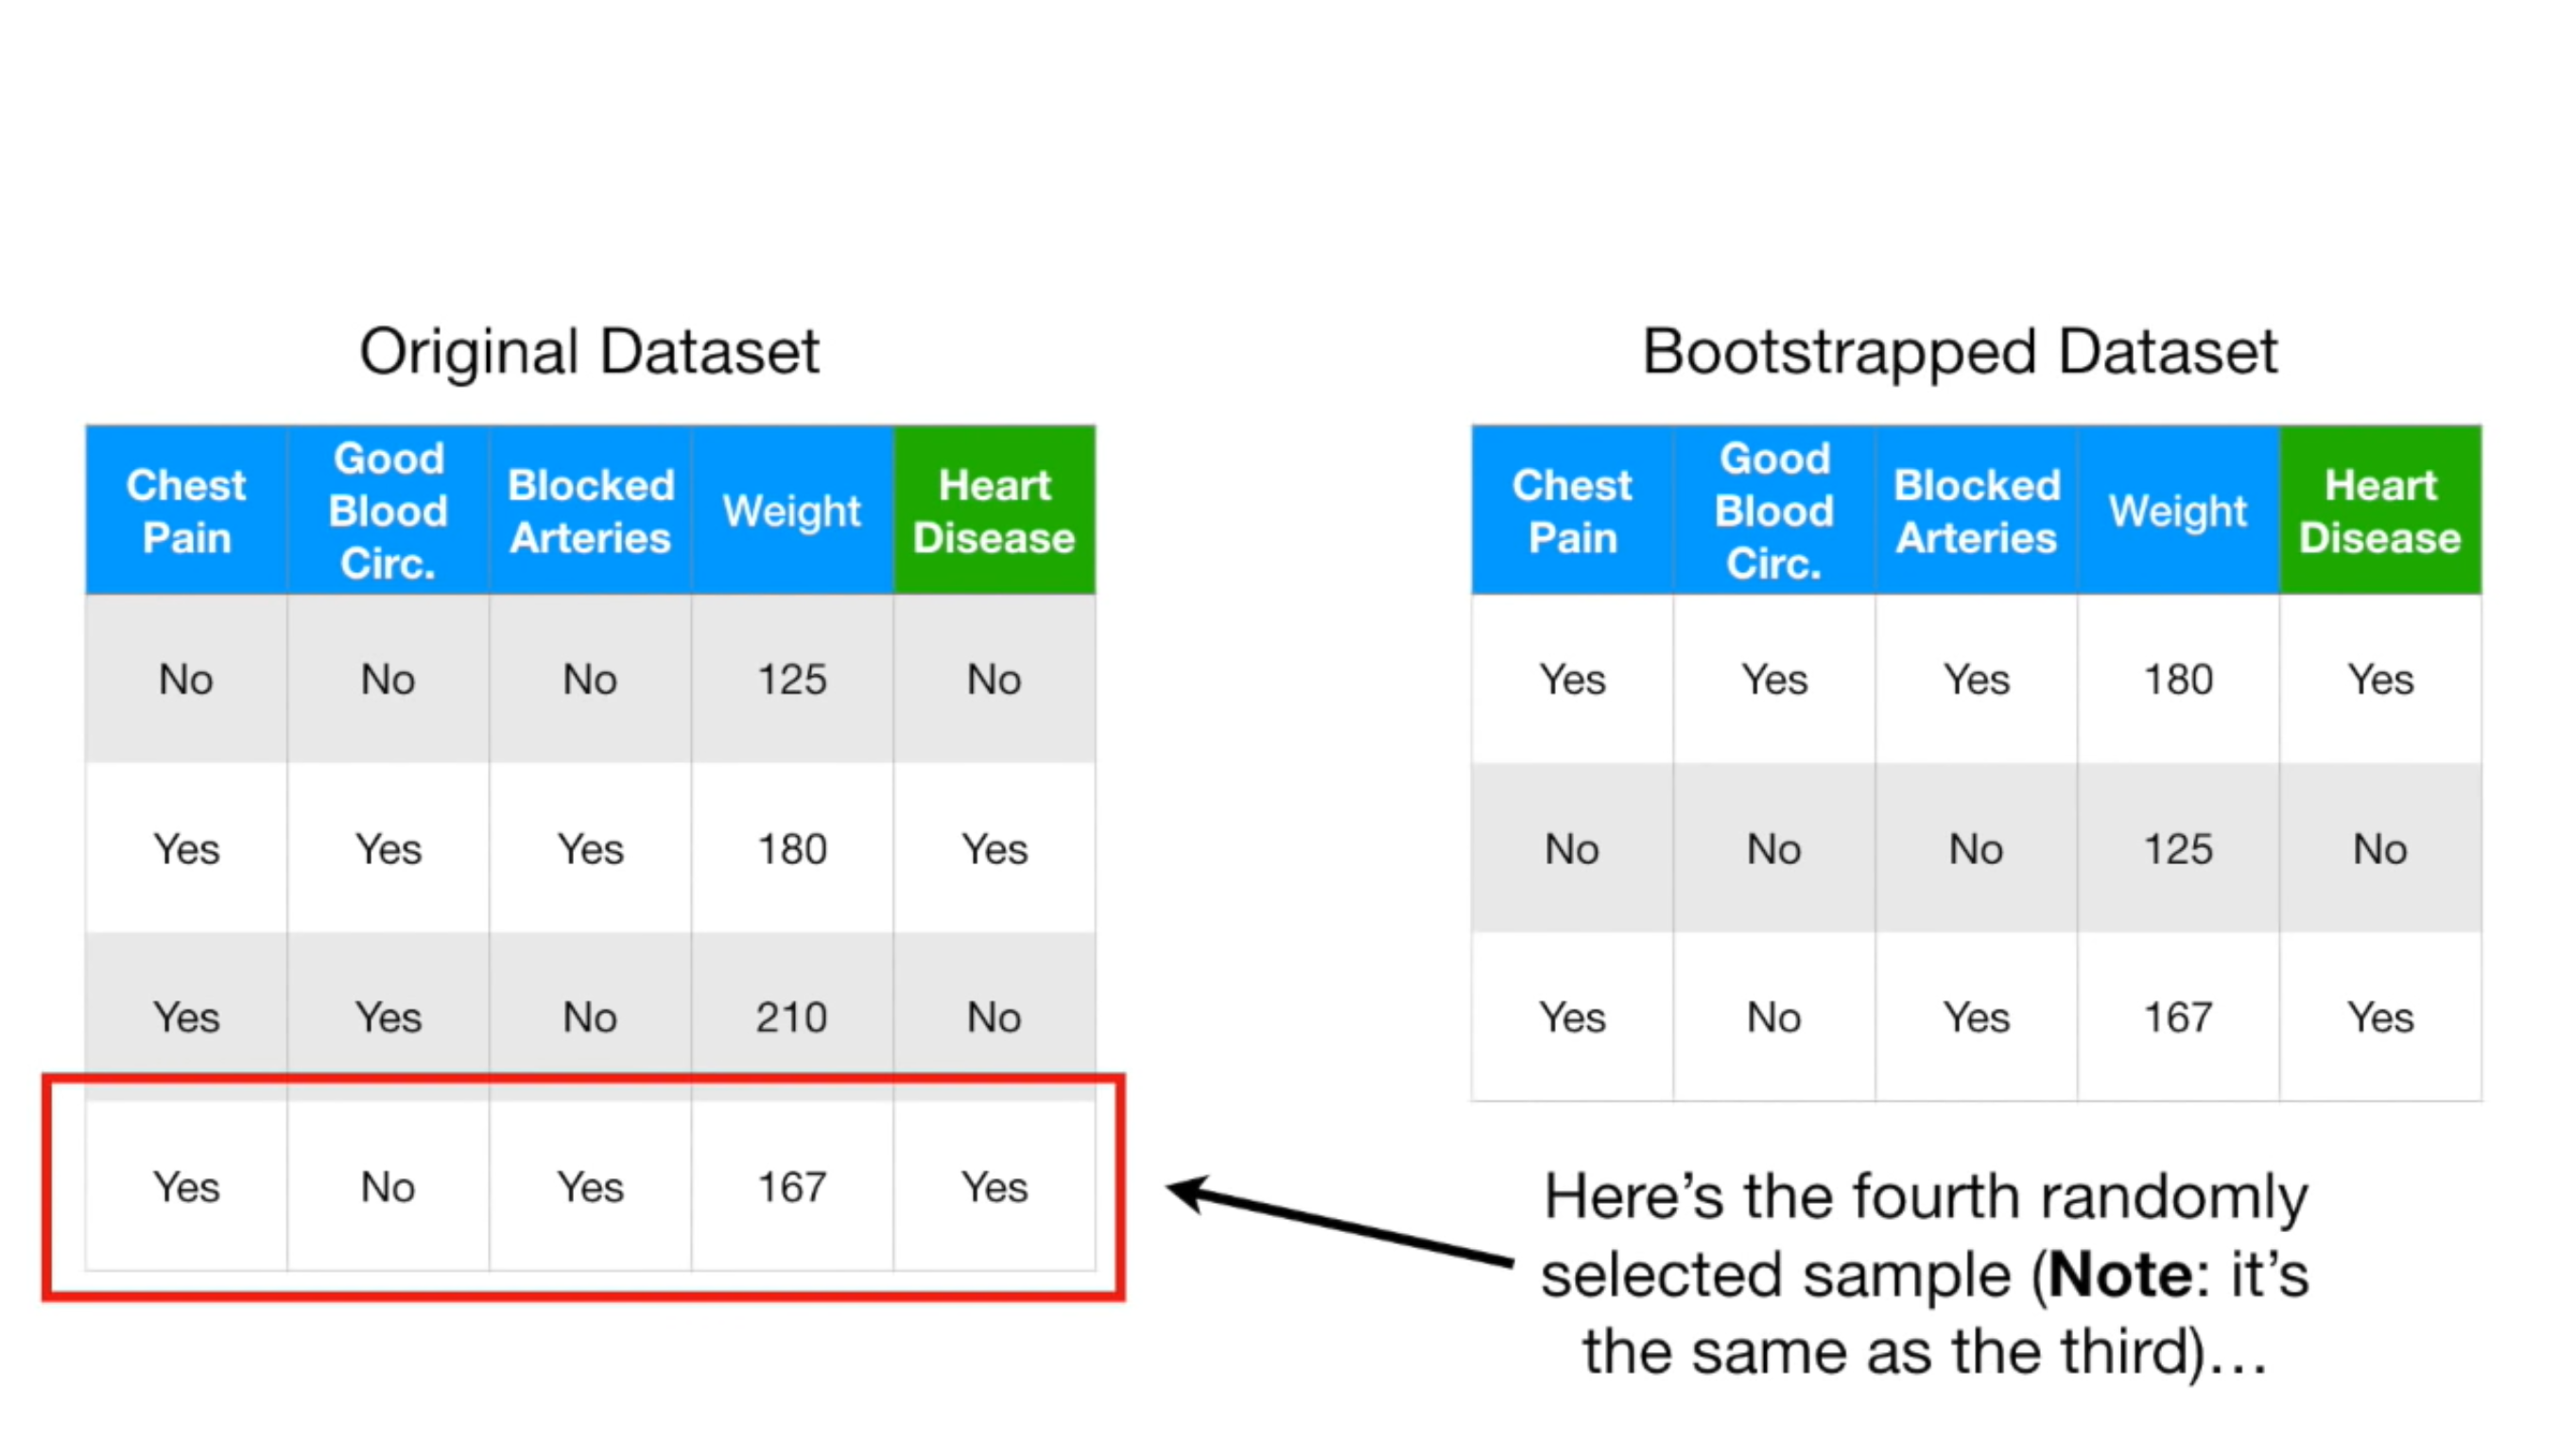 Original Dataset
Chest Pain Good Blood Circ. Blocked Arteries Weight Heart Disease
No No No 125 No
Yes Yes Yes 180 Yes
Yes Yes No 210 No
Yes No Yes 167 Yes
Bootstrapped Dataset
Chest Pain Good Blood Circ. Blocked Arteries Weight Heart Disease
Yes Yes Yes 180 Yes
No No No 125 No
Yes No Yes 167 Yes
Here’s the fourth randomly
selected sample (Note: it’s
the same as the third)…